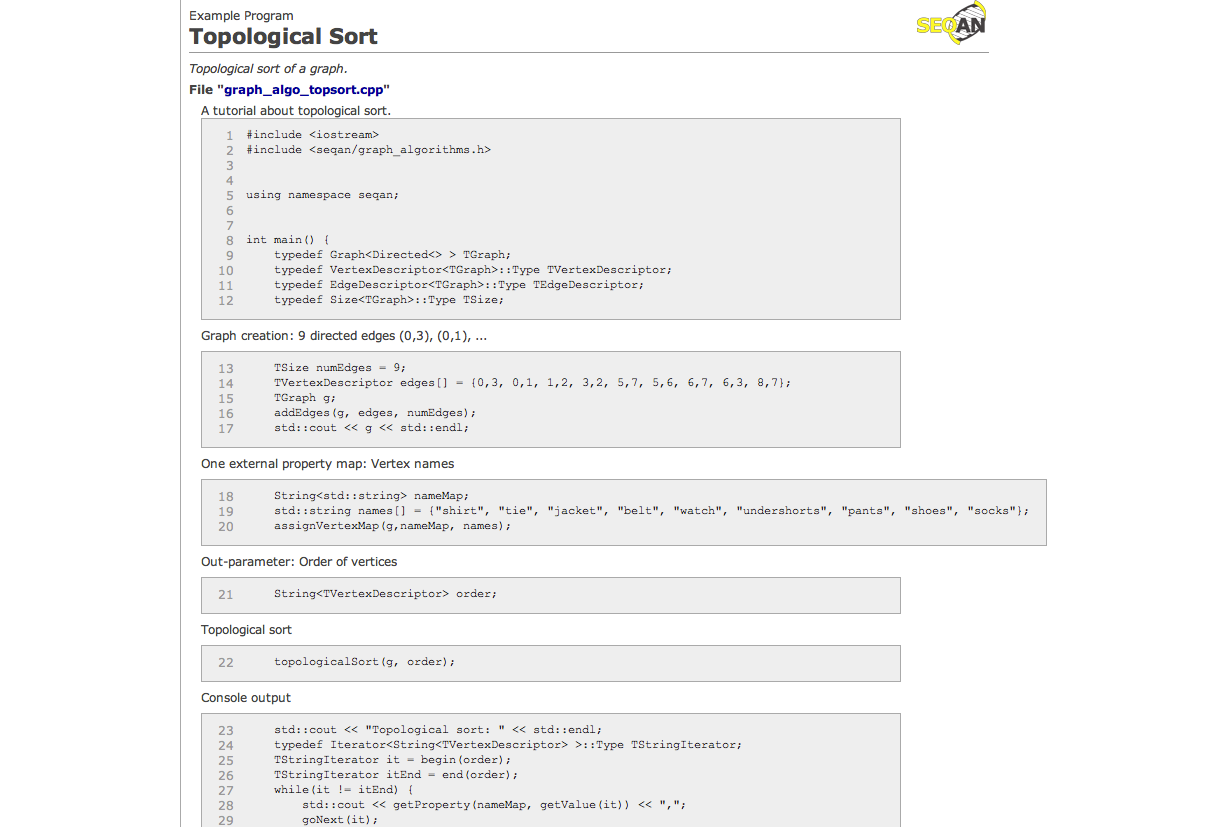 Example Program
SEQAN
Topological Sort
Topological sort of a graph.
File "graph_algo_topsort.cpp"
A tutorial about topological sort.
1 #include <iostream>
2 #include <seqan/graph_algorithms.h>
3
4
5 using namespace seqan;
6
7
8 int main() {
9 typedef Graph<Directed<> > TGraph;
10 typedef VertexDescriptor<TGraph>::Type TVertexDescriptor;
11 typedef EdgeDescriptor<TGraph>::Type TEdgeDescriptor;
12 typedef Size<TGraph>::Type TSize;
Graph creation: 9 directed edges (0,3), (0,1), ...
13 TSize numEdges = 9;
14 TVertexDescriptor edges[] = {0,3, 0,1, 1,2, 3,2, 5,7, 5,6, 6,7, 6,3, 8,7};
15 TGraph g;
16 addEdges(g, edges, numEdges);
17 std::cout << g << std::endl;
One external property map: Vertex names
18 String<std::string> nameMap;
19 std::string names[] = {"shirt", "tie", "jacket", "belt", "watch", "undershorts", "pants", "shoes", "socks"};
20 assignVertexMap(g,nameMap, names);
Out-parameter: Order of vertices
21 String<TVertexDescriptor> order;
Topological sort
22 topologicalSort(g, order);
Console output
23 std::cout << "Topological sort: " << std::endl;
24 typedef Iterator<String<TVertexDescriptor> >::Type TStringIterator;
25 TStringIterator it = begin(order);
26 TStringIterator itEnd = end(order);
27 while(it != itEnd) {
28 std::cout << getProperty(nameMap, getValue(it)) << ",";
29 goNext(it);